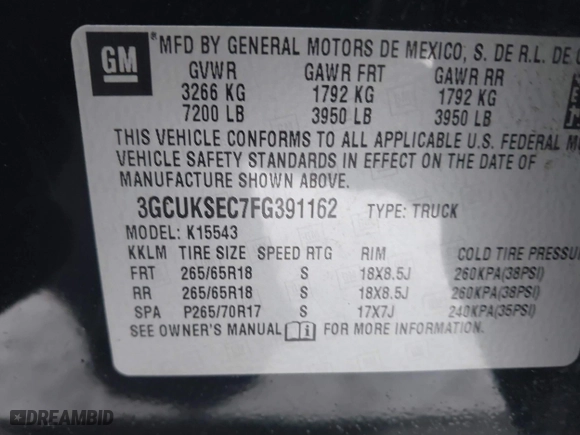 GM
*MFD BY GENERAL MOTORS DE MEXICO, S. DE R.L. DE
GVWR GAWR FRT GAWR RR
3266 KG 1792 KG 1792 KG
7200 LB 3950 LB 3950 LB
THIS VEHICLE CONFORMS TO ALL APPLICABLE U.S. FEDERAL
VEHICLE SAFETY STANDARDS IN EFFECT ON THE DATE OF
MANUFACTURE SHOWN ABOVE.
3GCUKSEC7FG391162 TYPE: TRUCK
MODEL: K15543
KKLM TIRE SIZE SPEED RTG RIM COLD TIRE PRESSU
FRT 265/65R18 S 18X8.5J 260KPA(38PSI)
RR 265/65R18 S 18X8.5J 260KPA(38PSI)
SPA P265/70R17 S 17X7J 240KPA(35PSI)
SEE OWNER'S MANUAL FOR MORE INFORMATION.
DREAMBID